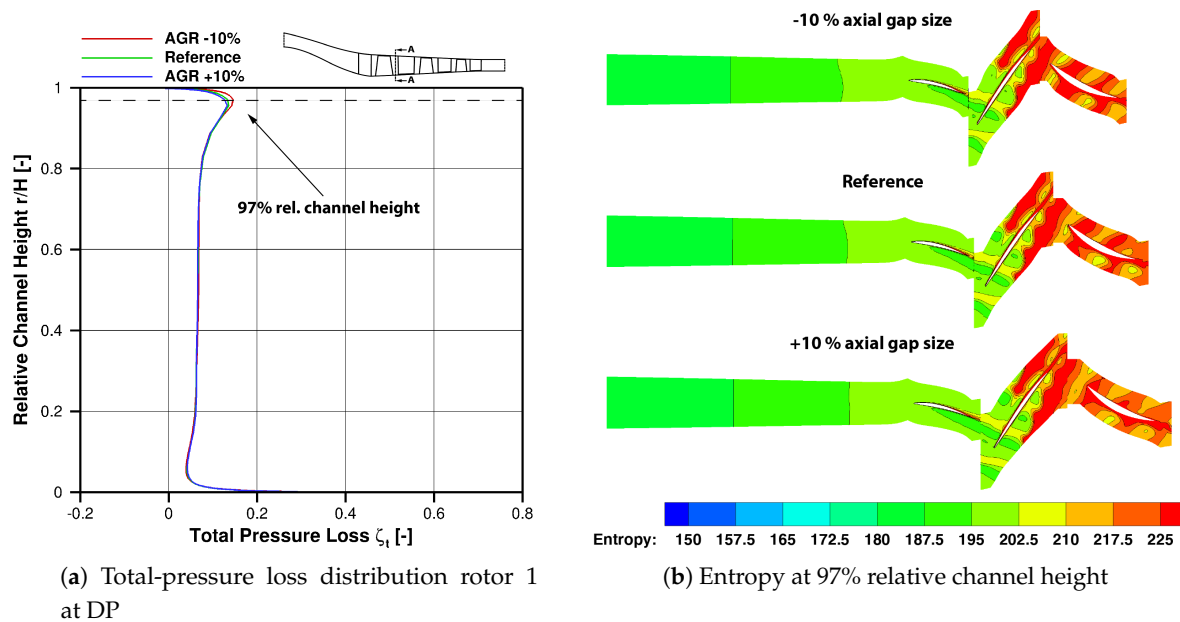 AGR -10%
Reference
AGR +10%
A
A
1
0.8
0.6
0.4
0.2
0
Relative Channel Height r/H [-]
97% rel. channel height
-0.2 0 0.2 0.4 0.6 0.8
Total Pressure Loss ζt [-]
(a) Total-pressure loss distribution rotor 1
at DP
-10 % axial gap size
Reference
+10 % axial gap size
Entropy: 150 157.5 165 172.5 180 187.5 195 202.5 210 217.5 225
(b) Entropy at 97% relative channel height